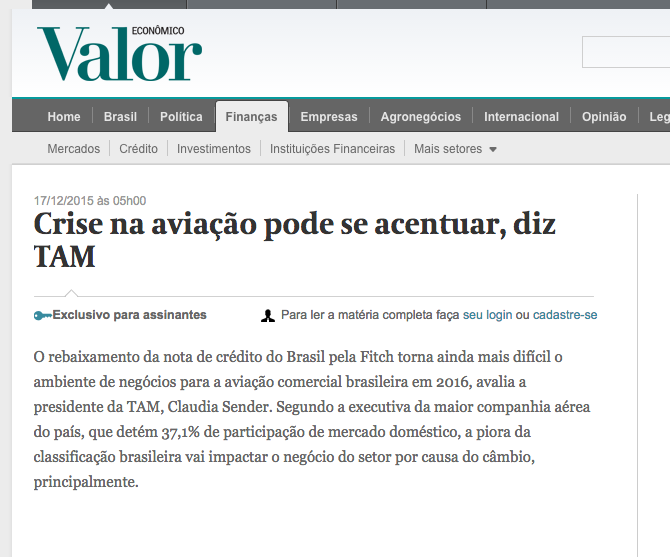 Valor ECONÔMICO
Home Brasil Política Finanças Empresas Agronegócios Internacional Opinião Leg
Mercados Crédito Investimentos Instituições Financeiras Mais setores
17/12/2015 às 05h00
Crise na aviação pode se acentuar, diz
TAM
Exclusivo para assinantes Para ler a matéria completa faça seu login ou cadastre-se
O rebaixamento da nota de crédito do Brasil pela Fitch torna ainda mais difícil o
ambiente de negócios para a aviação comercial brasileira em 2016, avalia a
presidente da TAM, Claudia Sender. Segundo a executiva da maior companhia aérea
do país, que detém 37,1% de participação de mercado doméstico, a piora da
classificação brasileira vai impactar o negócio do setor por causa do câmbio,
principalmente.